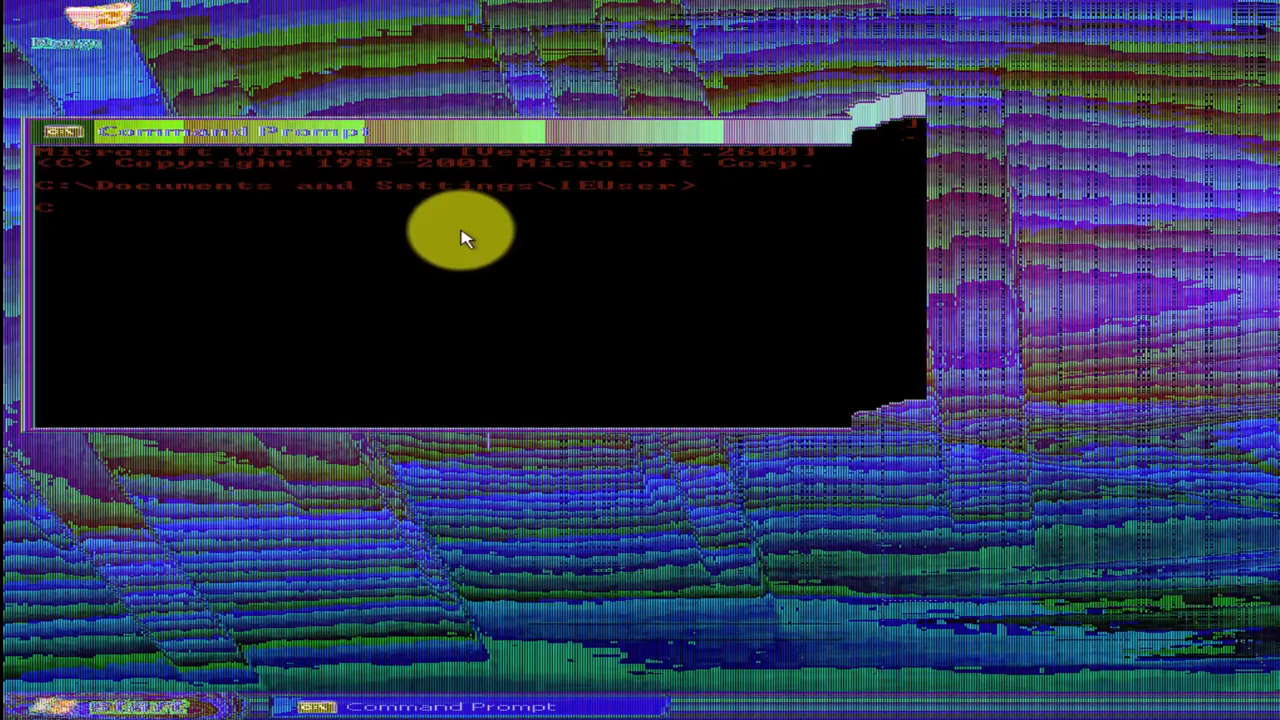 Command Prompt
Microsoft Windows XP [Version 5.1.2600]
(C) Copyright 1985-2001 Microsoft Corp.
C:\Documents and Settings\IEUser>
C
Command Prompt